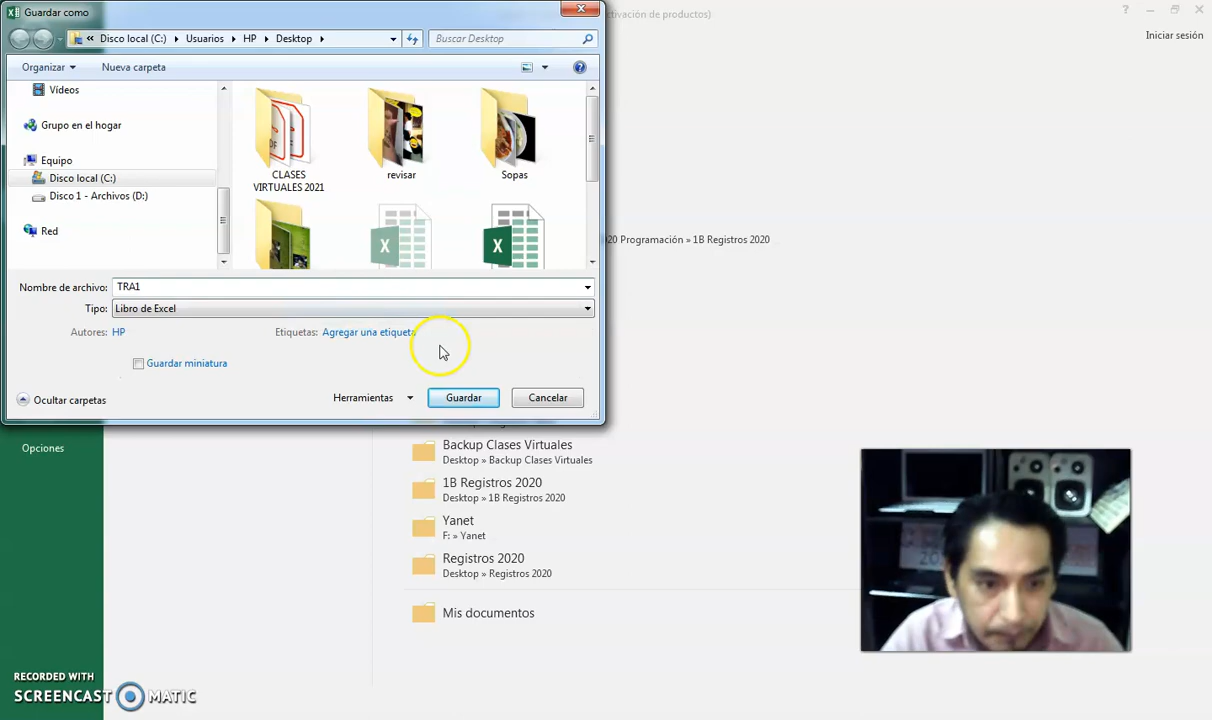 Guardar como
activación de productos)
?
Iniciar sesión
« Disco local (C:) ▸ Usuarios ▸ HP ▸ Desktop ▸
Buscar Desktop
Organizar
Nueva carpeta
Vídeos
Grupo en el hogar
Equipo
Disco local (C:)
Disco 1 - Archivos (D:)
Red
CLASES
VIRTUALES 2021
revisar
Sopas
020 Programación » 1B Registros 2020
Nombre de archivo: TRA1
Tipo: Libro de Excel
Autores: HP
Etiquetas: Agregar una etiqueta
Guardar miniatura
Ocultar carpetas
Herramientas
Guardar
Cancelar
Opciones
Backup Clases Virtuales
Desktop » Backup Clases Virtuales
1B Registros 2020
Desktop » 1B Registros 2020
Yanet
F: » Yanet
Registros 2020
Desktop » Registros 2020
Mis documentos
RECORDED WITH
SCREENCAST MATIC